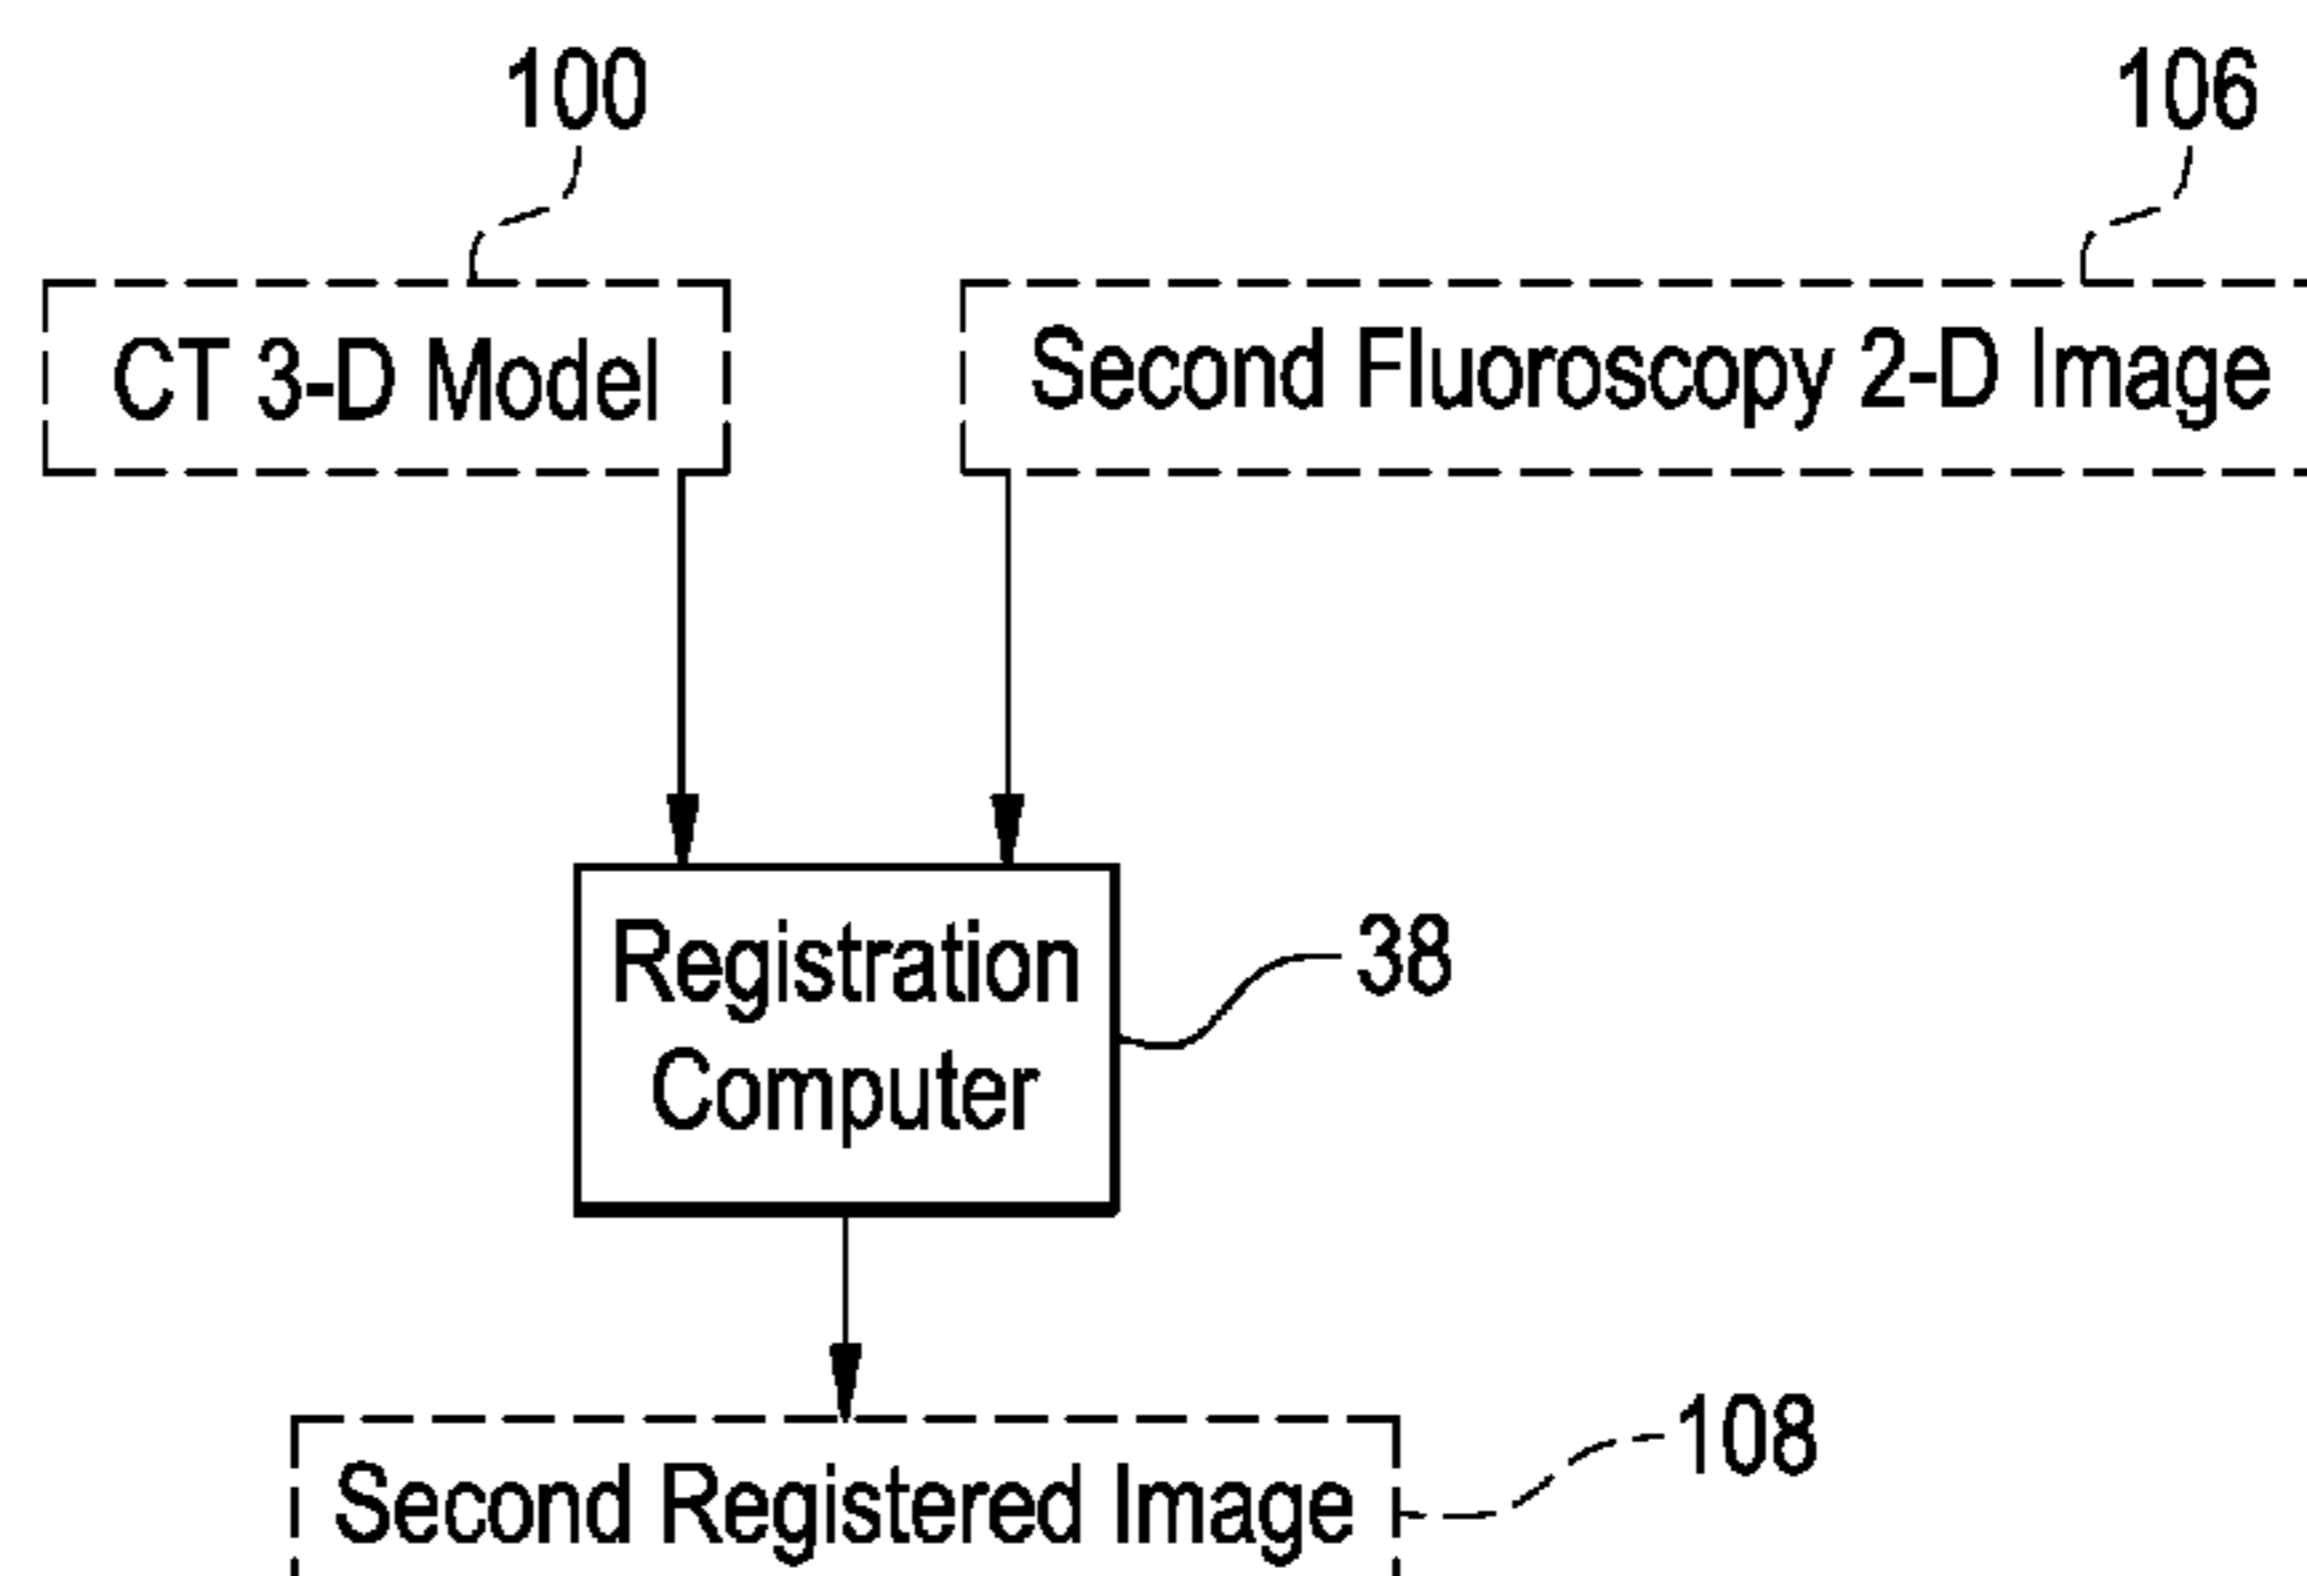 100
106
CT 3-D Model
Second Fluoroscopy 2-D Image
Registration
Computer
38
108
Second Registered Image